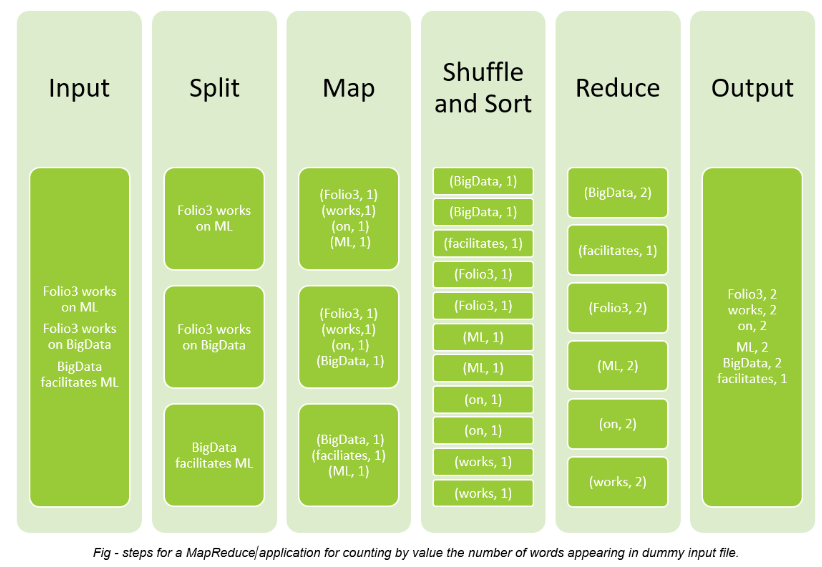 Input
Split
Map
Shuffle
and Sort
Reduce
Output
Folio3 works
on ML
Folio3 works
on BigData
BigData
facilitates ML
Folio3 works
on ML
Folio3 works
on BigData
BigData
facilitates ML
(Folio3, 1)
(works,1)
(on, 1)
(ML, 1)
(Folio3, 1)
(works,1)
(on, 1)
(BigData, 1)
(BigData, 1)
(faciliates, 1)
(ML, 1)
(BigData, 1)
(BigData, 1)
(facilitates, 1)
(Folio3, 1)
(Folio3, 1)
(ML, 1)
(ML, 1)
(on, 1)
(on, 1)
(works, 1)
(works, 1)
(BigData, 2)
(facilitates, 1)
(Folio3, 2)
(ML, 2)
(on, 2)
(works, 2)
Folio3, 2
works, 2
on, 2
ML, 2
BigData, 2
facilitates, 1
Fig - steps for a MapReduce application for counting by value the number of words appearing in dummy input file.